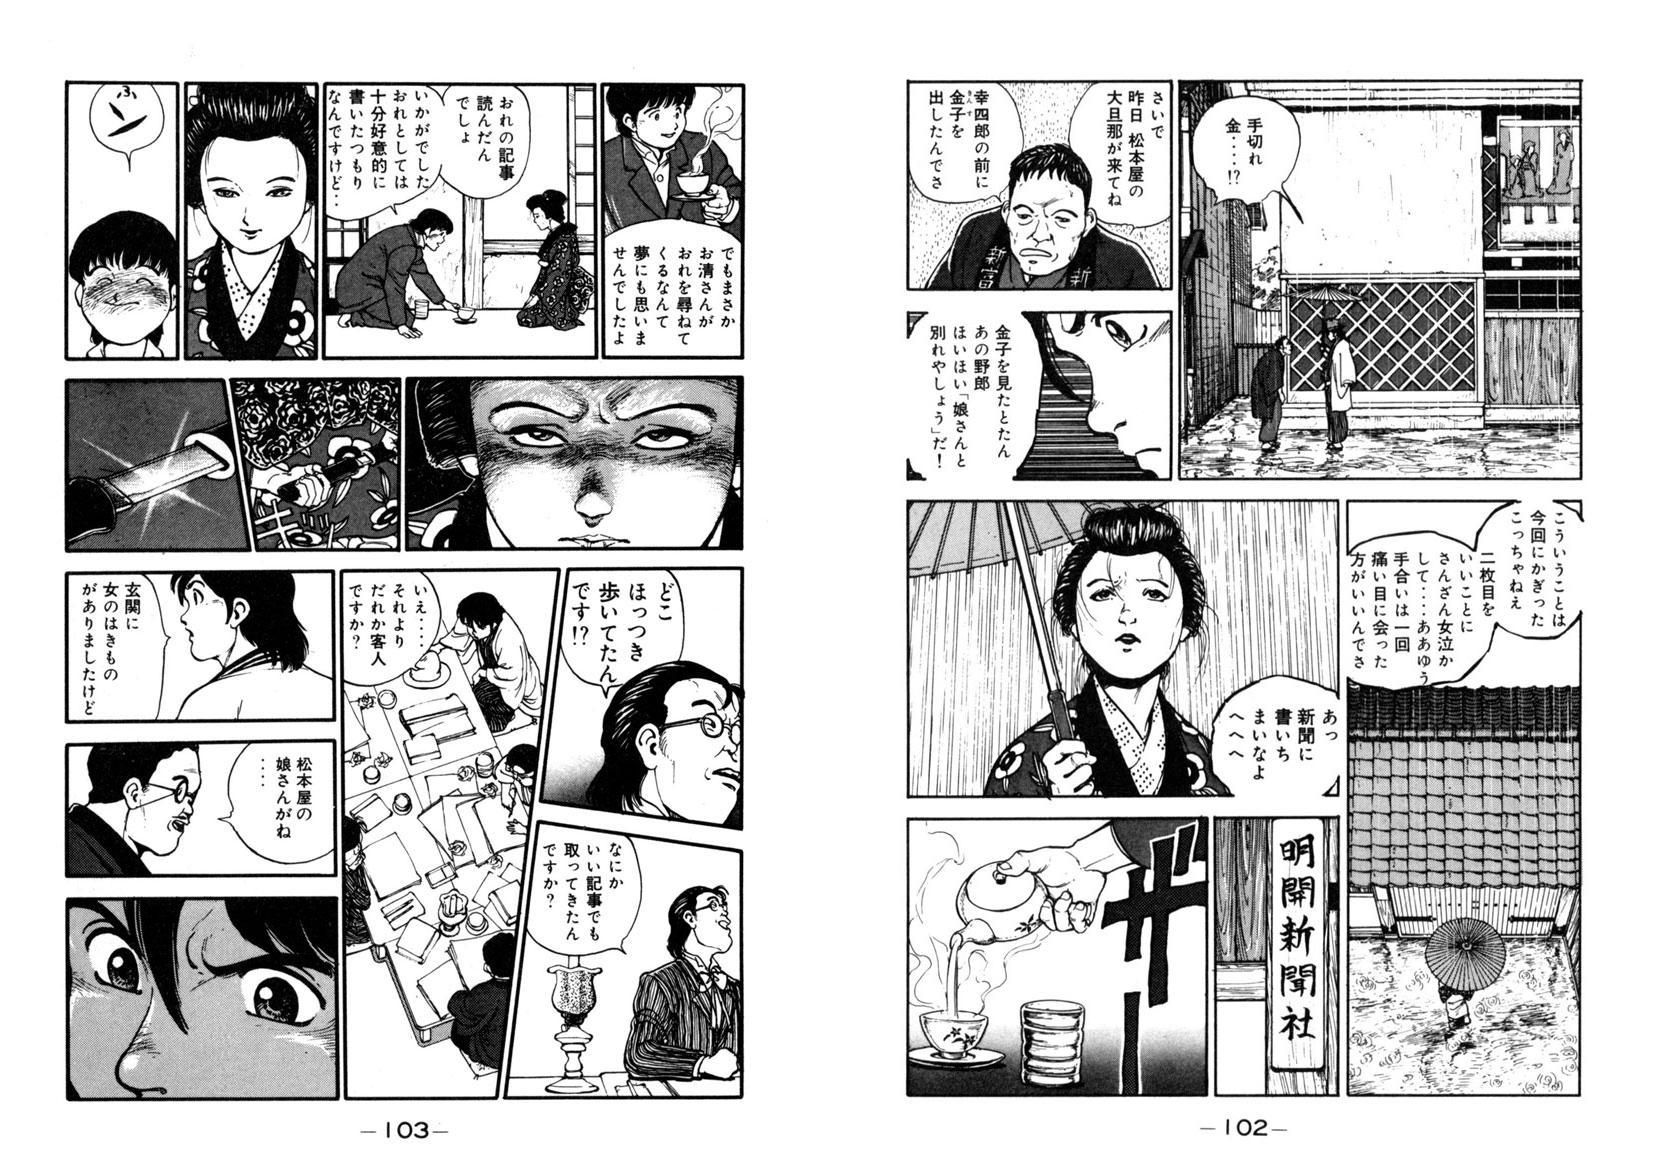 手切れ
金‥‥!?
さいで
昨日 松本屋の
大旦那が来てね
幸四郎の前に
金子を
きんす
出したんでさ
新富
新
金子を見たとたん
あの野郎
ほいほい「娘さんと
別れやしょう」だ!
こういうことは
今回にかぎった
こっちゃねえ
二枚目を
いいことに
さんざん女泣か
して‥‥ああゆう
手合いは一回
痛い目に会った
方がいいんでさ
あっ
新聞に
書いち
まいなよ
へへへ
明開新聞社
―102―
でもまさか
お清さんが
おれを尋ねて
くるなんて
夢にも思いま
せんでしたよ
おれの記事
読んだん
でしょ
いかがでした
おれとしては
十分好意的に
書いたつもり
なんですけど‥
ふ
どこ
ほっつき
歩いてたん
です!?
なにか
いい記事でも
取ってきたん
ですか?
いえ‥‥
それより
だれか客人
ですか?
玄関に
女のはきもの
がありましたけど
松本屋の
娘さんがね
‥‥
―103―